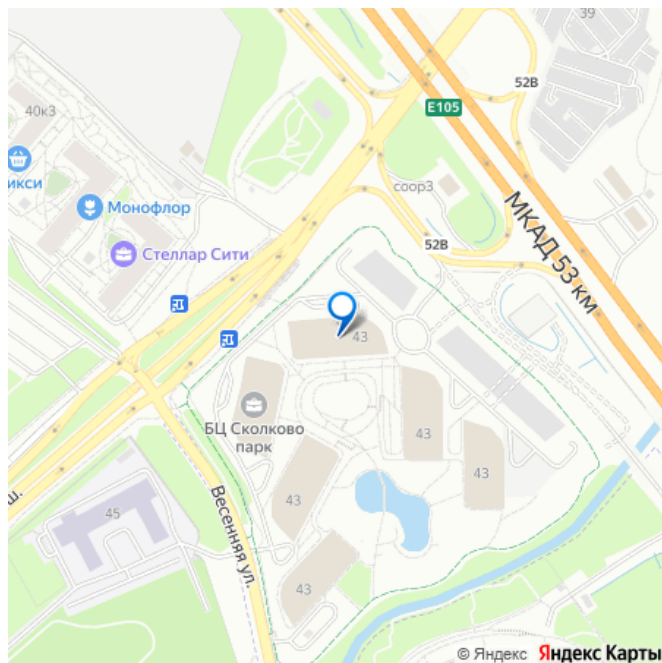 39
52В
E105
40к3
икси
Монофлор
соор3
МКАД 53 км
Стеллар Сити
52В
43
БЦ Сколково
парк
43
43
43
ш.
45
Весенняя ул.
43
© Яндекс Яндекс Карты